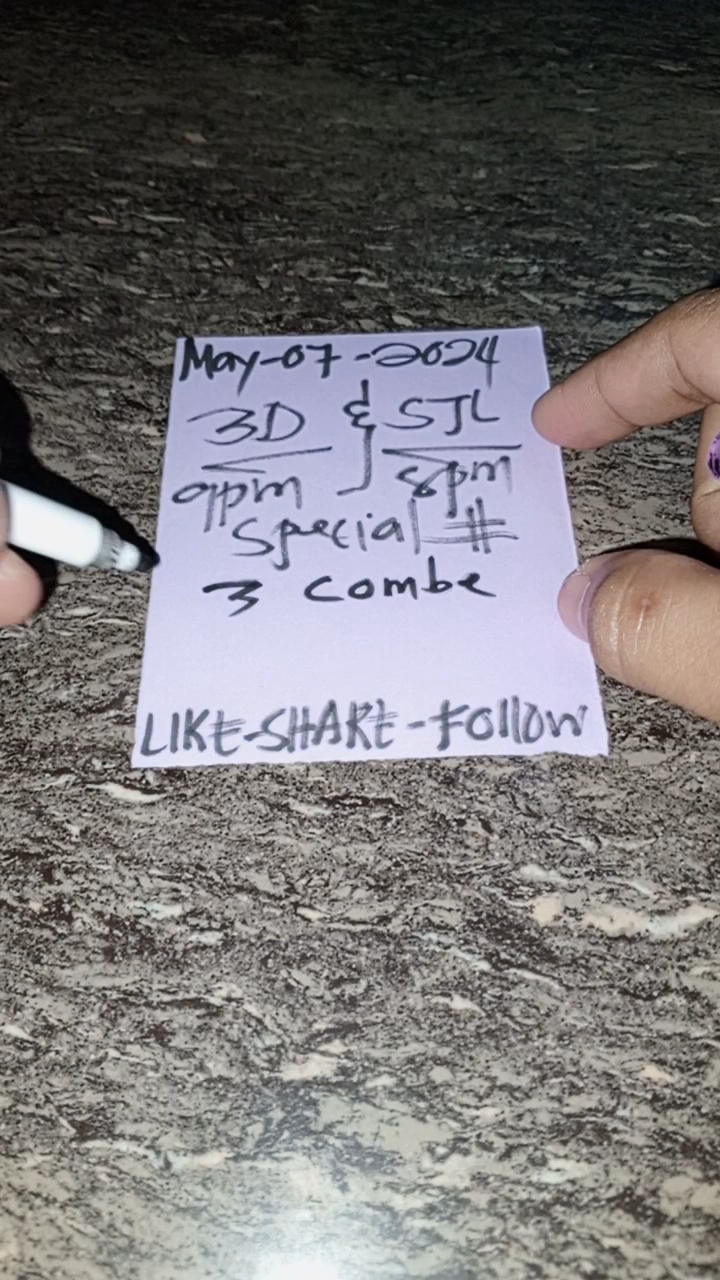 May-07-2024
3D & STL
9pm 8pm
Special #
3 Combe
LIKE-SHARE-Follow